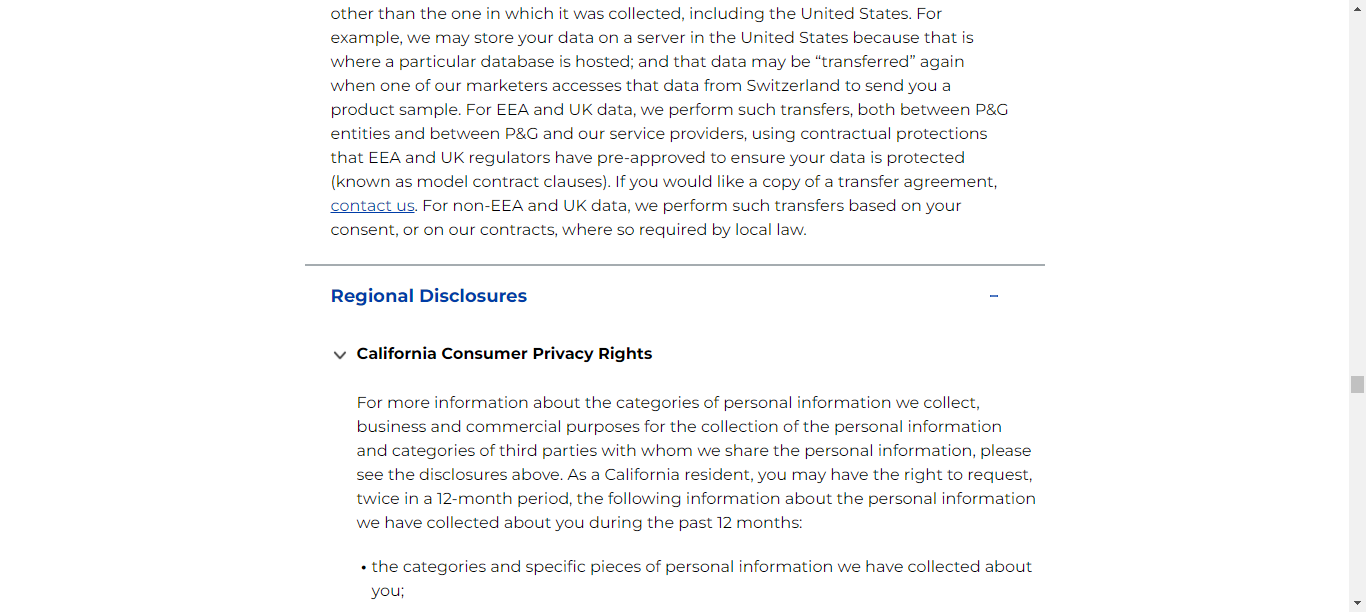 other than the one in which it was collected, including the United States. For
example, we may store your data on a server in the United States because that is
where a particular database is hosted; and that data may be “transferred” again
when one of our marketers accesses that data from Switzerland to send you a
product sample. For EEA and UK data, we perform such transfers, both between P&G
entities and between P&G and our service providers, using contractual protections
that EEA and UK regulators have pre-approved to ensure your data is protected
(known as model contract clauses). If you would like a copy of a transfer agreement,
contact us. For non-EEA and UK data, we perform such transfers based on your
consent, or on our contracts, where so required by local law.
Regional Disclosures
California Consumer Privacy Rights
For more information about the categories of personal information we collect,
business and commercial purposes for the collection of the personal information
and categories of third parties with whom we share the personal information, please
see the disclosures above. As a California resident, you may have the right to request,
twice in a 12-month period, the following information about the personal information
we have collected about you during the past 12 months:
• the categories and specific pieces of personal information we have collected about
you;